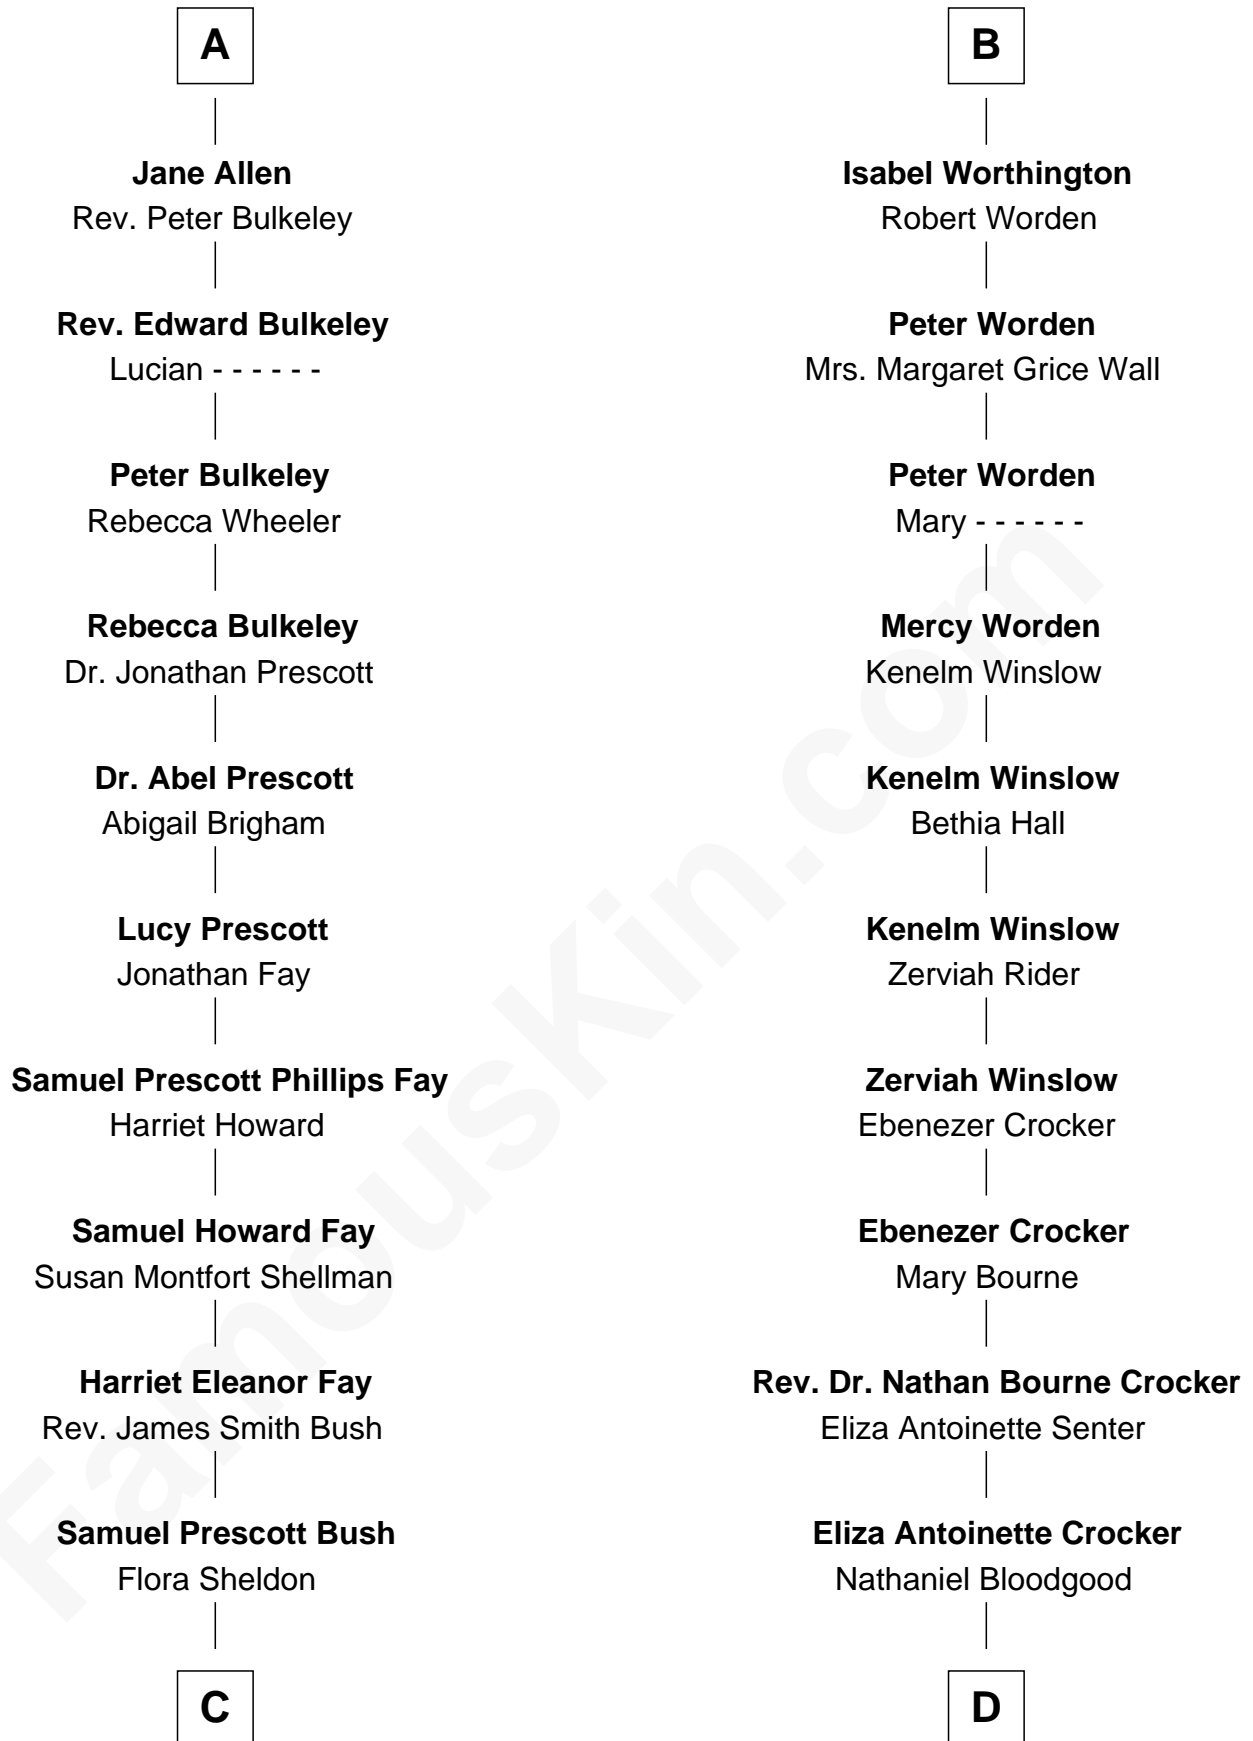 A
Jane Allen
Rev. Peter Bulkeley
Rev. Edward Bulkeley
Lucian - - - - - -
Peter Bulkeley
Rebecca Wheeler
Rebecca Bulkeley
Dr. Jonathan Prescott
Dr. Abel Prescott
Abigail Brigham
Lucy Prescott
Jonathan Fay
Samuel Prescott Phillips Fay
Harriet Howard
Samuel Howard Fay
Susan Montfort Shellman
Harriet Eleanor Fay
Rev. James Smith Bush
Samuel Prescott Bush
Flora Sheldon
C
B
Isabel Worthington
Robert Worden
Peter Worden
Mrs. Margaret Grice Wall
Peter Worden
Mary - - - - - -
Mercy Worden
Kenelm Winslow
Kenelm Winslow
Bethia Hall
Kenelm Winslow
Zerviah Rider
Zerviah Winslow
Ebenezer Crocker
Ebenezer Crocker
Mary Bourne
Rev. Dr. Nathan Bourne Crocker
Eliza Antoinette Senter
Eliza Antoinette Crocker
Nathaniel Bloodgood
D
FamousKin.com